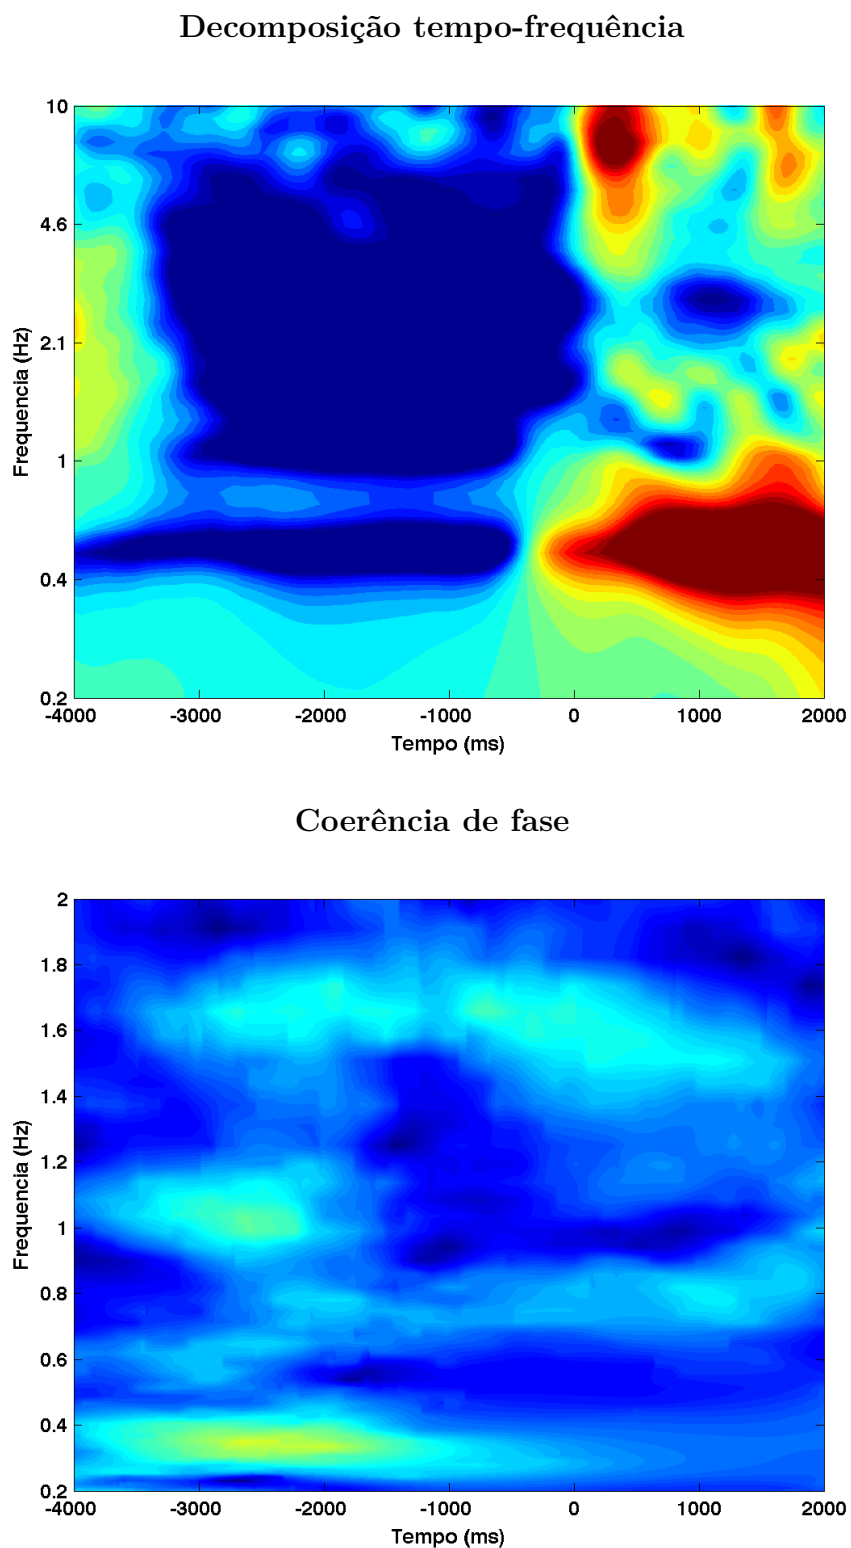 Decomposição tempo-frequência
10
4.6
2.1
1
0.4
0.2
Frequencia (Hz)
-4000 -3000 -2000 -1000 0 1000 2000
Tempo (ms)
Coerência de fase
2
1.8
1.6
1.4
1.2
1
0.8
0.6
0.4
0.2
Frequencia (Hz)
-4000 -3000 -2000 -1000 0 1000 2000
Tempo (ms)